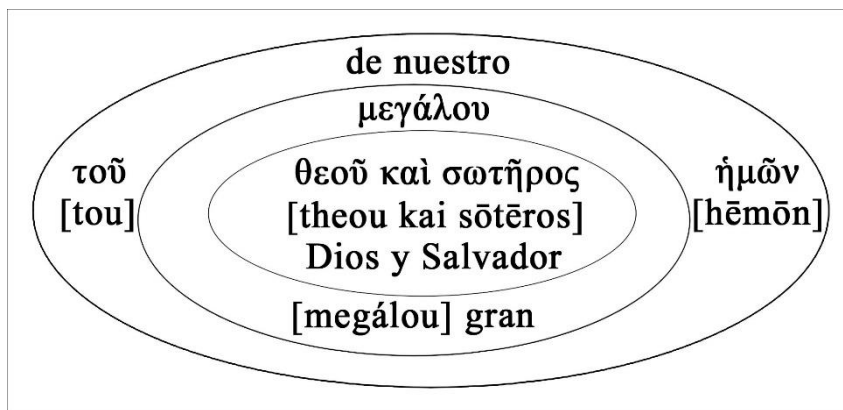 de nuestro
μεγάλου
τοῦ
[tou]
θεοῦ καὶ σωτῆρος
[theou kai sōtēros]
Dios y Salvador
ἡμῶν
[hēmōn]
[megálou] gran